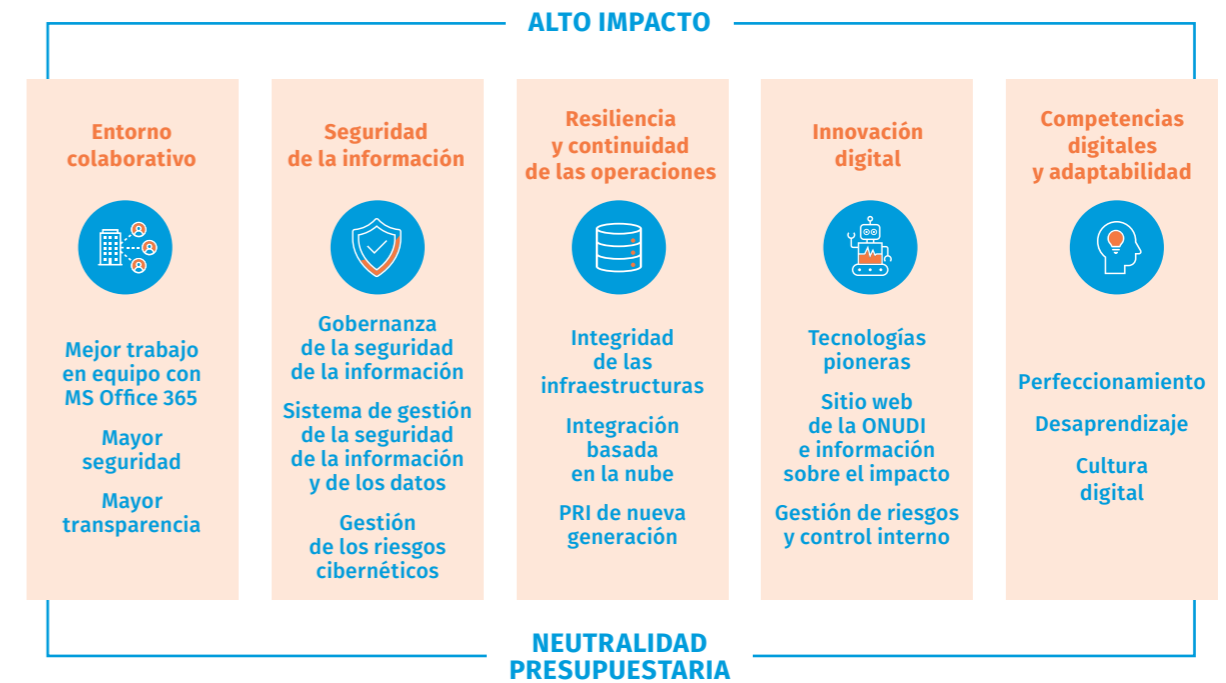 ALTO IMPACTO
Entorno
colaborativo
Mejor trabajo
en equipo con
MS Office 365
Mayor
seguridad
Mayor
transparencia
Seguridad
de la información
Gobernanza
de la seguridad
de la información
Sistema de gestión
de la seguridad
de la información
y de los datos
Gestión
de los riesgos
cibernéticos
Resiliencia
y continuidad
de las operaciones
Integridad
de las
infraestructuras
Integración
basada
en la nube
PRI de nueva
generación
Innovación
digital
Tecnologías
pioneras
Sitio web
de la ONUDI
e información
sobre el impacto
Gestión de riesgos
y control interno
Competencias
digitales
y adaptabilidad
Perfeccionamiento
Desaprendizaje
Cultura
digital
NEUTRALIDAD
PRESUPUESTARIA